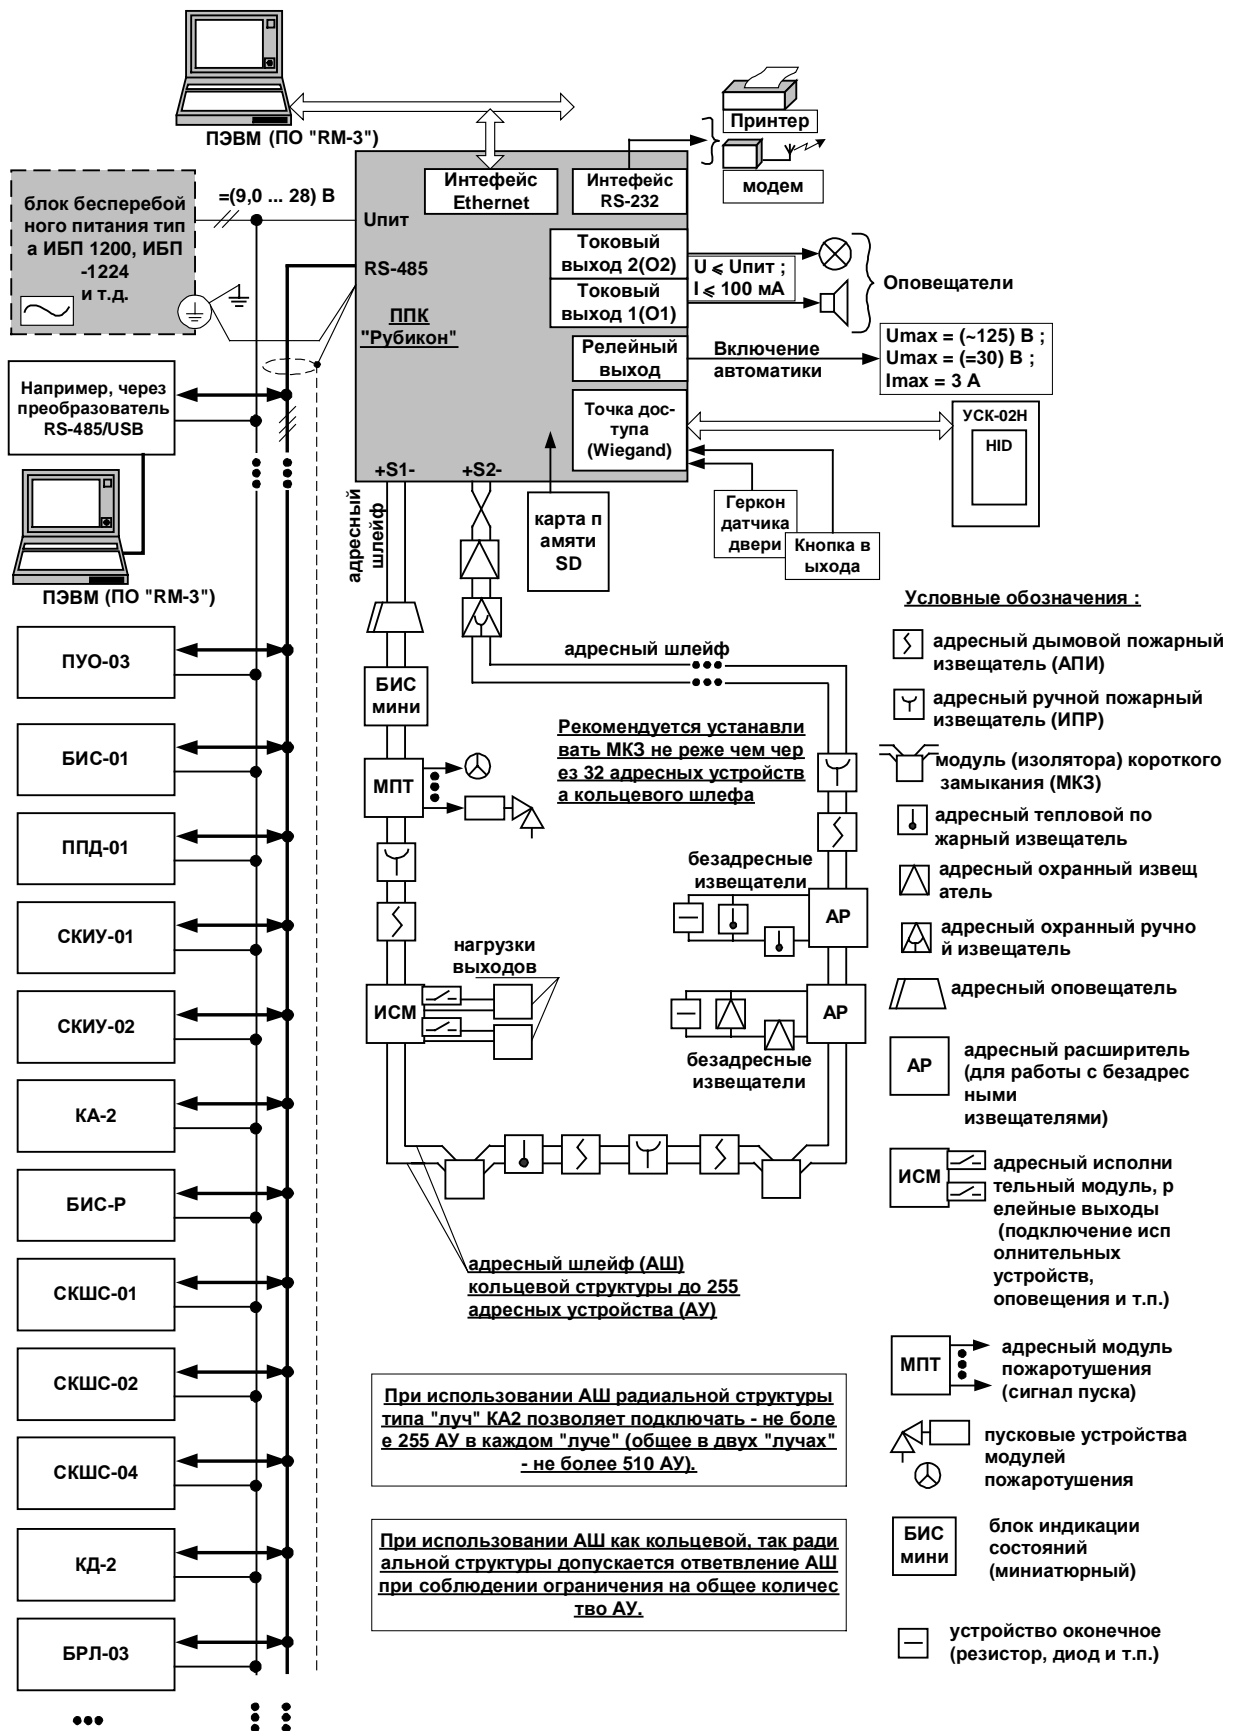 ПЭВМ (ПО "RM-3")
Принтер
модем
блок бесперебой
ного питания тип
а ИБП 1200, ИБП
-1224
и т.д.
=(9,0 ... 28) В
Uпит
RS-485
ППК
"Рубикон"
Интефейс
Ethernet
Интефейс
RS-232
Токовый
выход 2(О2)
Токовый
выход 1(О1)
U ⩽ Uпит ;
I ⩽ 100 мА
Оповещатели
Релейный
выход
Включение
автоматики
Umax = (~125) В ;
Umax = (=30) В ;
Imax = 3 А
Точка дос-
тупа
(Wiegand)
УСК-02Н
HID
+S1-
+S2-
Например, через
преобразователь
RS-485/USB
ПЭВМ (ПО "RM-3")
адресный
шлейф
карта п
амяти
SD
Геркон
датчика
двери
Кнопка в
ыхода
ПУО-03
БИС-01
ППД-01
СКИУ-01
СКИУ-02
КА-2
БИС-Р
СКШС-01
СКШС-02
СКШС-04
КД-2
БРЛ-03
БИС
мини
МПТ
адресный шлейф
Рекомендуется устанавли
вать МКЗ не реже чем чер
ез 32 адресных устройств
а кольцевого шлефа
безадресные
извещатели
АР
нагрузки
выходов
ИСМ
АР
безадресные
извещатели
адресный шлейф (АШ)
кольцевой структуры до 255
адресных устройства (АУ)
При использовании АШ радиальной структуры
типа "луч" КА2 позволяет подключать - не боле
е 255 АУ в каждом "луче" (общее в двух "лучах"
- не более 510 АУ).
При использовании АШ как кольцевой, так ради
альной структуры допускается ответвление АШ
при соблюдении ограничения на общее количес
тво АУ.
Условные обозначения :
адресный дымовой пожарный
извещатель (АПИ)
адресный ручной пожарный
извещатель (ИПР)
модуль (изолятора) короткого
замыкания (МКЗ)
адресный тепловой по
жарный извещатель
адресный охранный извещ
атель
адресный охранный ручно
й извещатель
адресный оповещатель
АР
адресный расширитель
(для работы с безадрес
ными
извещателями)
ИСМ
адресный исполни
тельный модуль, р
елейные выходы
(подключение исп
олнительных
устройств,
оповещения и т.п.)
МПТ
адресный модуль
пожаротушения
(сигнал пуска)
пусковые устройства
модулей
пожаротушения
БИС
мини
блок индикации
состояний
(миниатюрный)
устройство оконечное
(резистор, диод и т.п.)